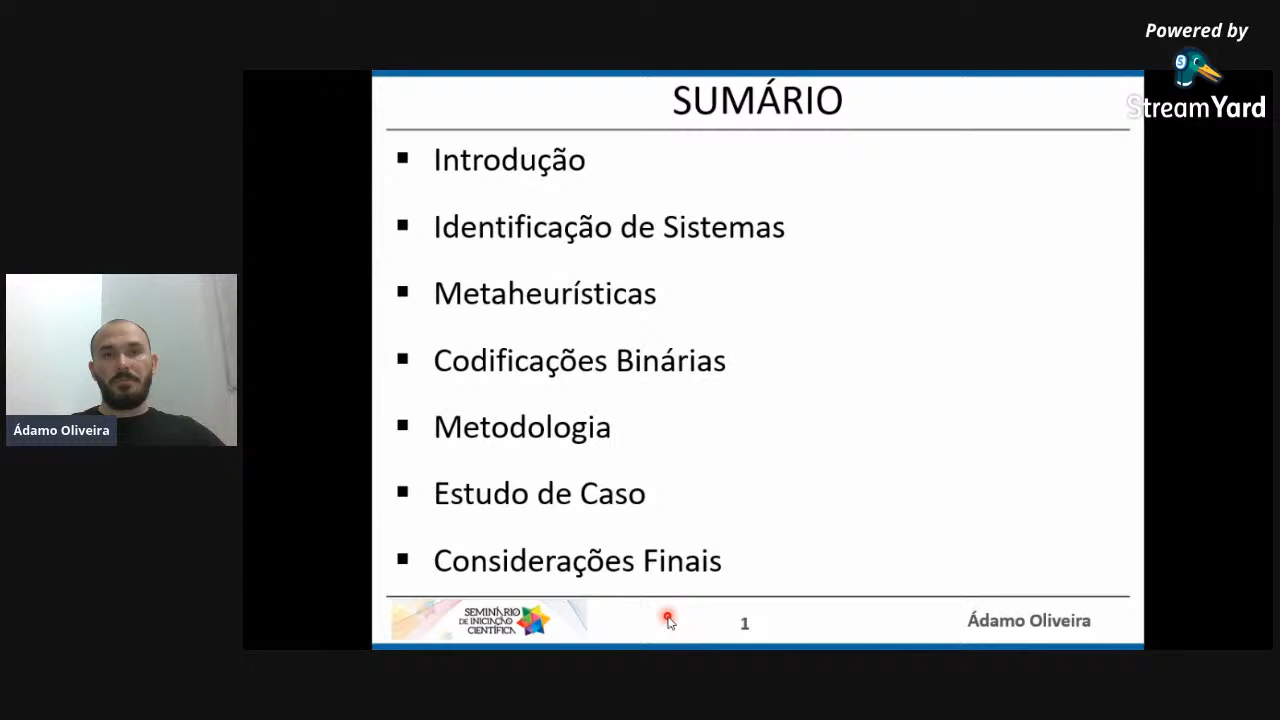 Powered by
StreamYard
SUMÁRIO
Introdução
Identificação de Sistemas
Metaheurísticas
Codificações Binárias
Metodologia
Estudo de Caso
Considerações Finais
Ádamo Oliveira
SEMINÁRIO
DE INICIAÇÃO
CIENTÍFICA
1
Ádamo Oliveira